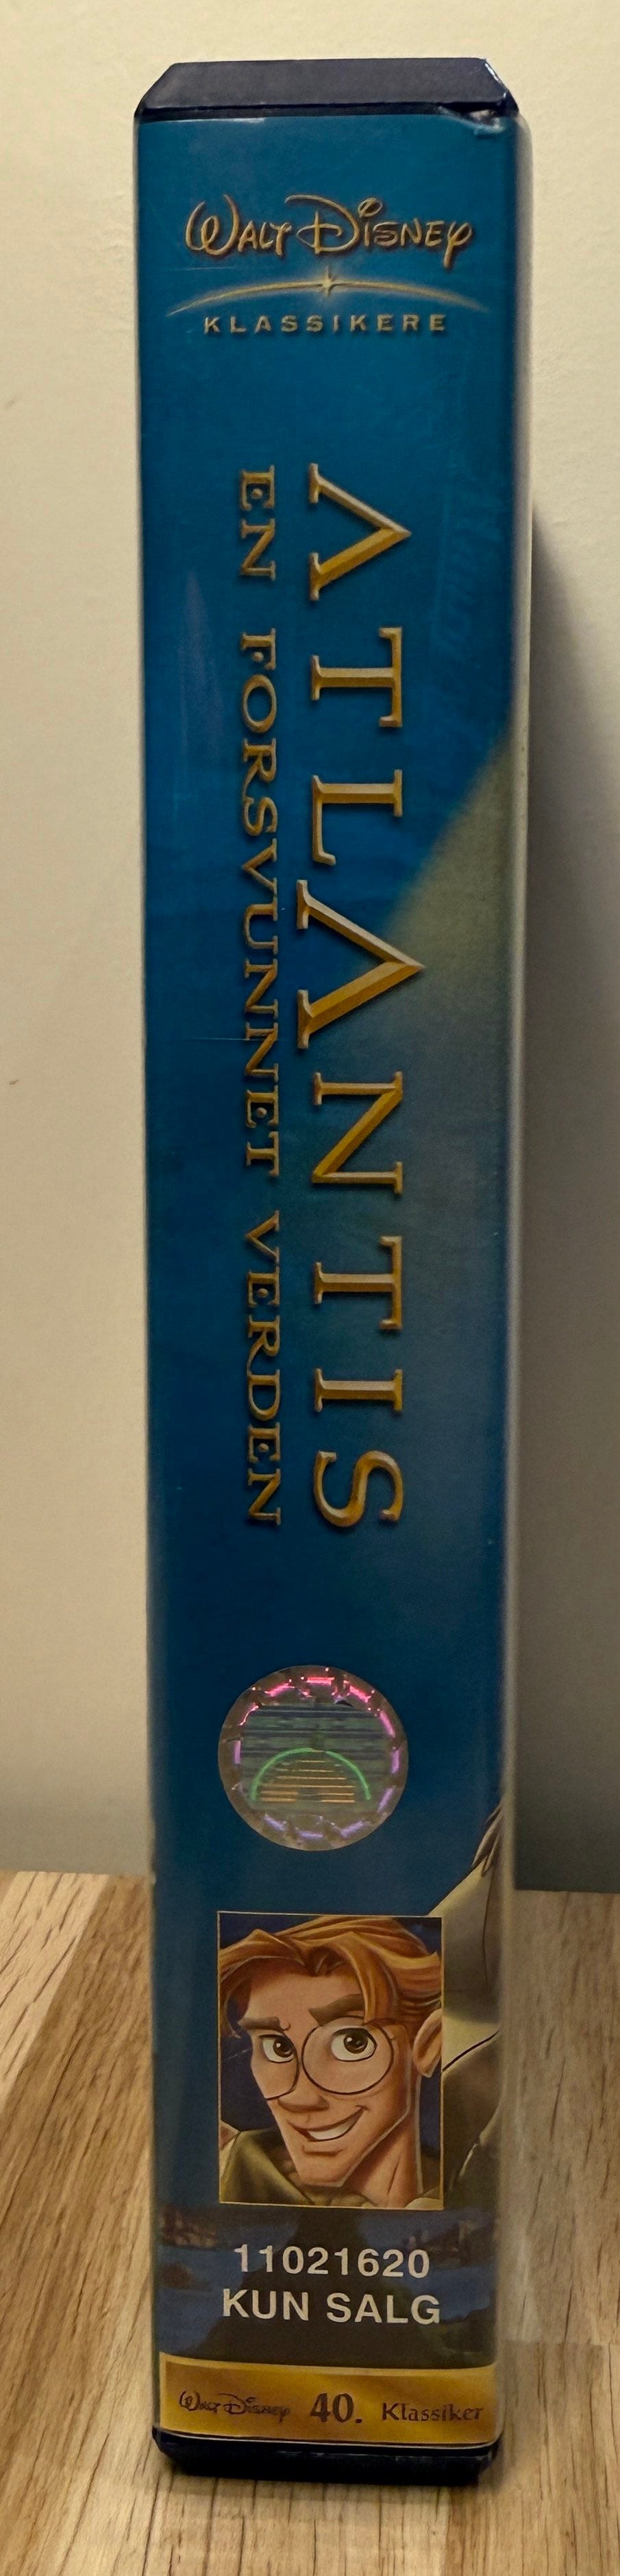 WALT DISNEY
KLASSIKERE
ATLANTIS
EN FORSVUNNET VERDEN
11021620
KUN SALG
WALT DISNEY 40. Klassiker